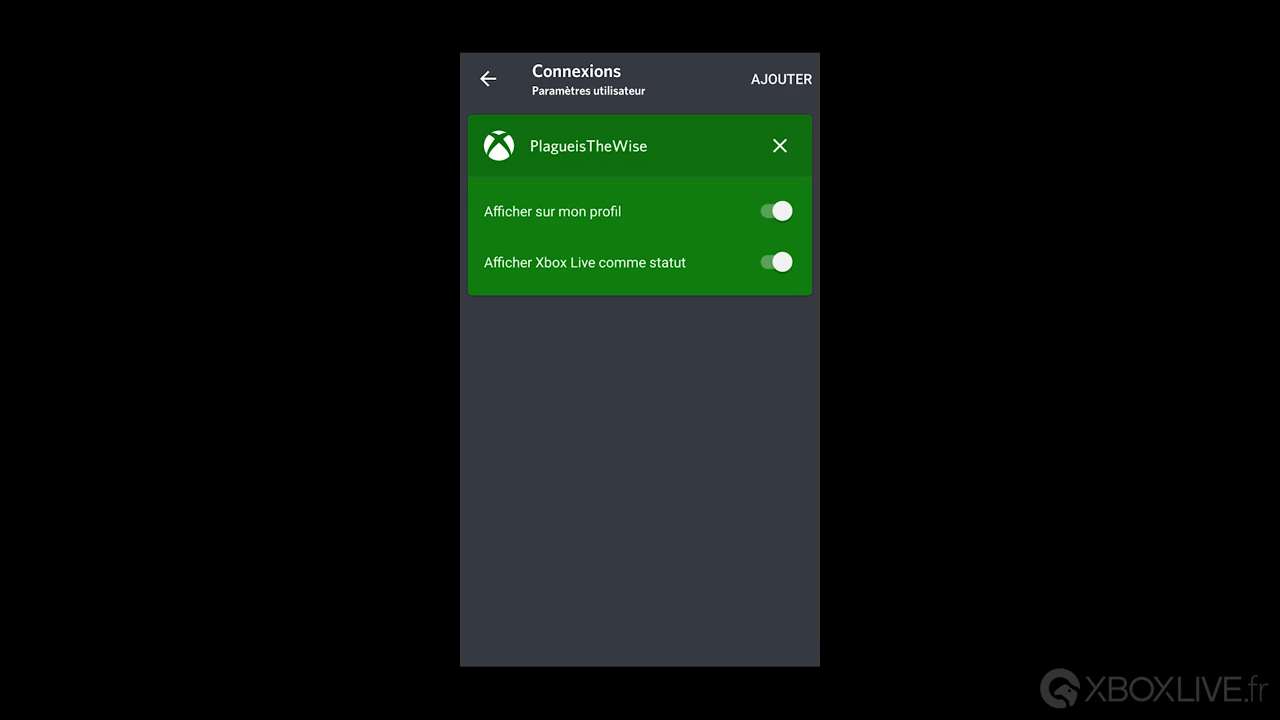 Connexions
Paramètres utilisateur
AJOUTER
PlagueisTheWise
Afficher sur mon profil
Afficher Xbox Live comme statut
XBOXLIVE.fr